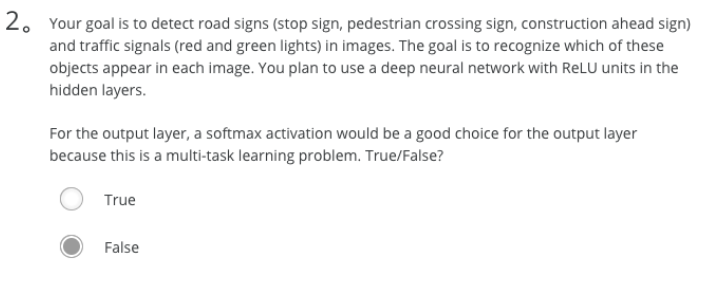 2. Your goal is to detect road signs (stop sign, pedestrian crossing sign, construction ahead sign)
and traffic signals (red and green lights) in images. The goal is to recognize which of these
objects appear in each image. You plan to use a deep neural network with ReLU units in the
hidden layers.
For the output layer, a softmax activation would be a good choice for the output layer
because this is a multi-task learning problem. True/False?
True
False